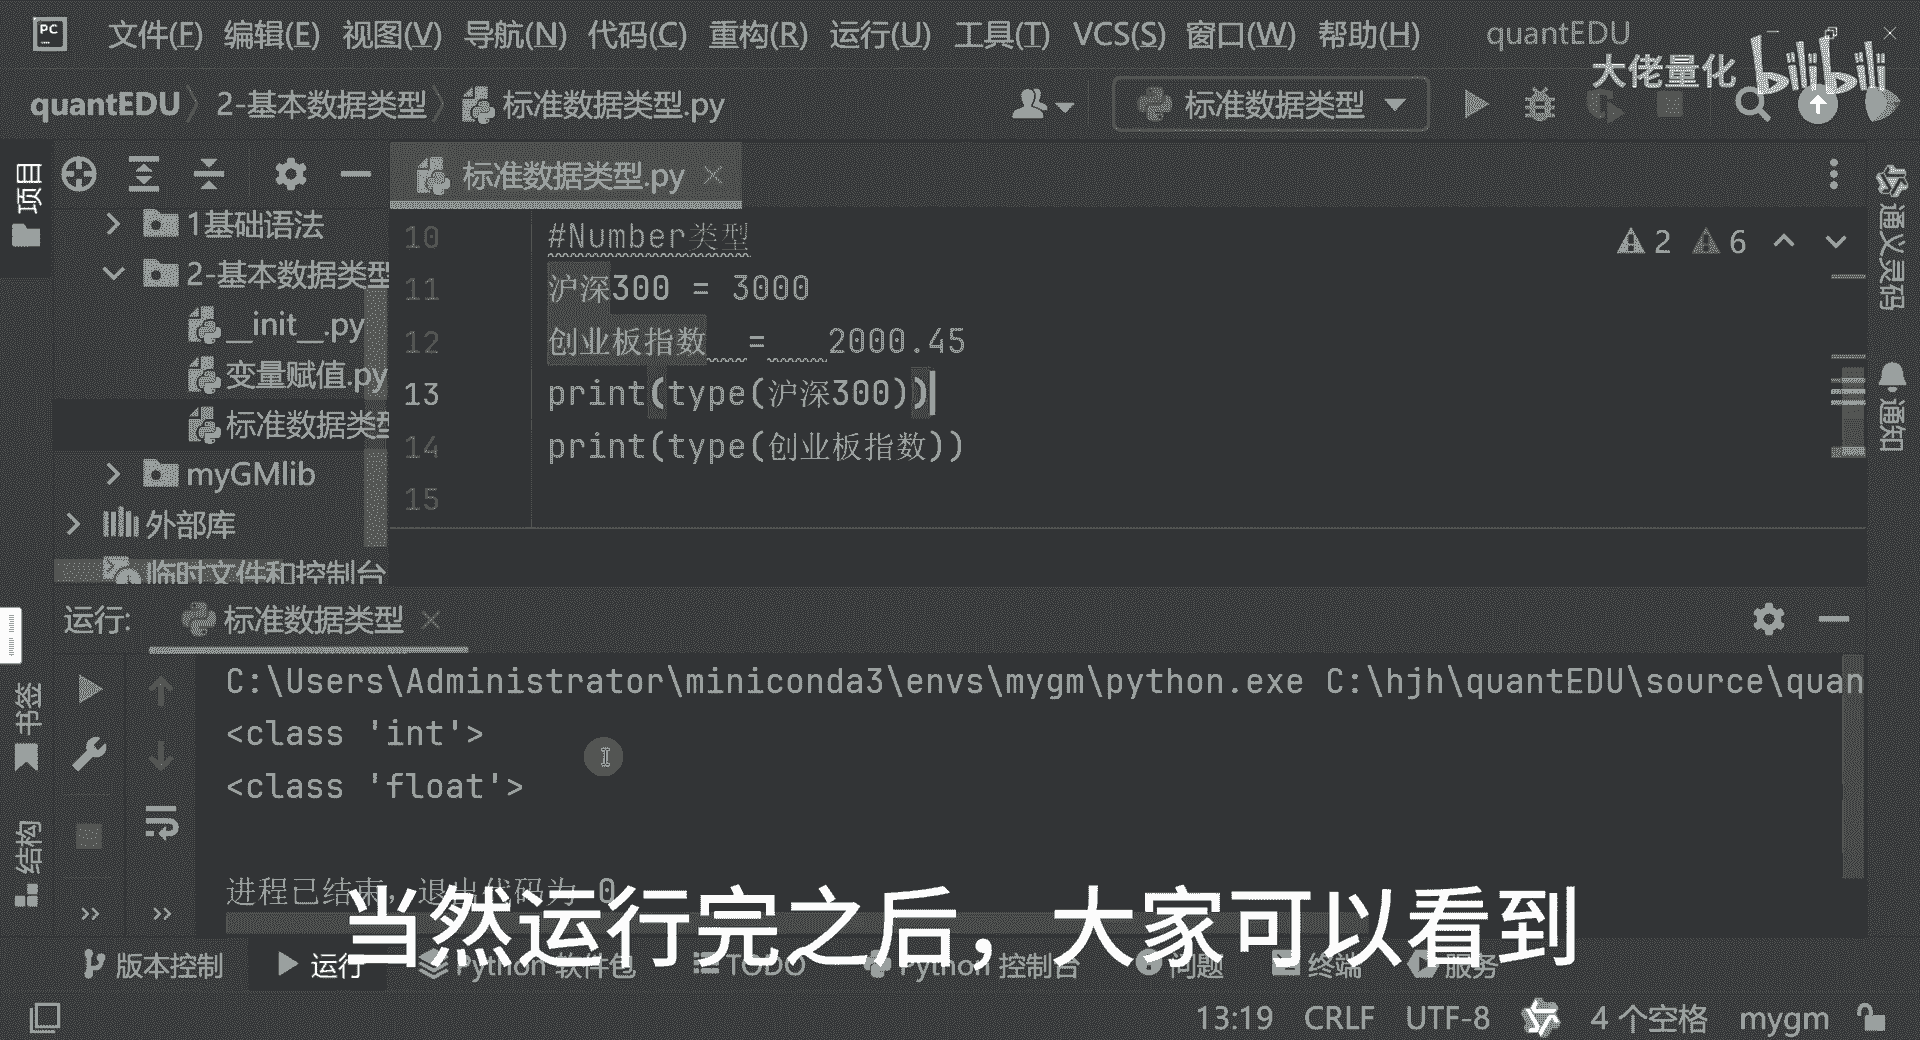 PC 文件(F) 编辑(E) 视图(V) 导航(N) 代码(C) 重构(R) 运行(U) 工具(T) VCS(S) 窗口(W) 帮助(H) quantEDU
大佬量化 bilibili
quantEDU 2-基本数据类型 标准数据类型.py 标准数据类型
项目
标准数据类型.py
1基础语法
2-基本数据类型
__init__.py
变量赋值.py
标准数据类型
myGMlib
外部库
临时文件和控制台
10 #Number类型
11 沪深300 = 3000
12 创业板指数 = 2000.45
13 print(type(沪深300))
14 print(type(创业板指数))
15
2 6
通义灵码
通知
运行: 标准数据类型
C:\Users\Administrator\miniconda3\envs\mygm\python.exe C:\hjh\quantEDU\source\quan
<class 'int'>
<class 'float'>
进程已结束，退出代码为 0
书签
结构
当然运行完之后，大家可以看到
版本控制 运行 Python 软件包 TODO Python 控制台 问题 终端 服务
13:19 CRLF UTF-8 4 个空格 mygm